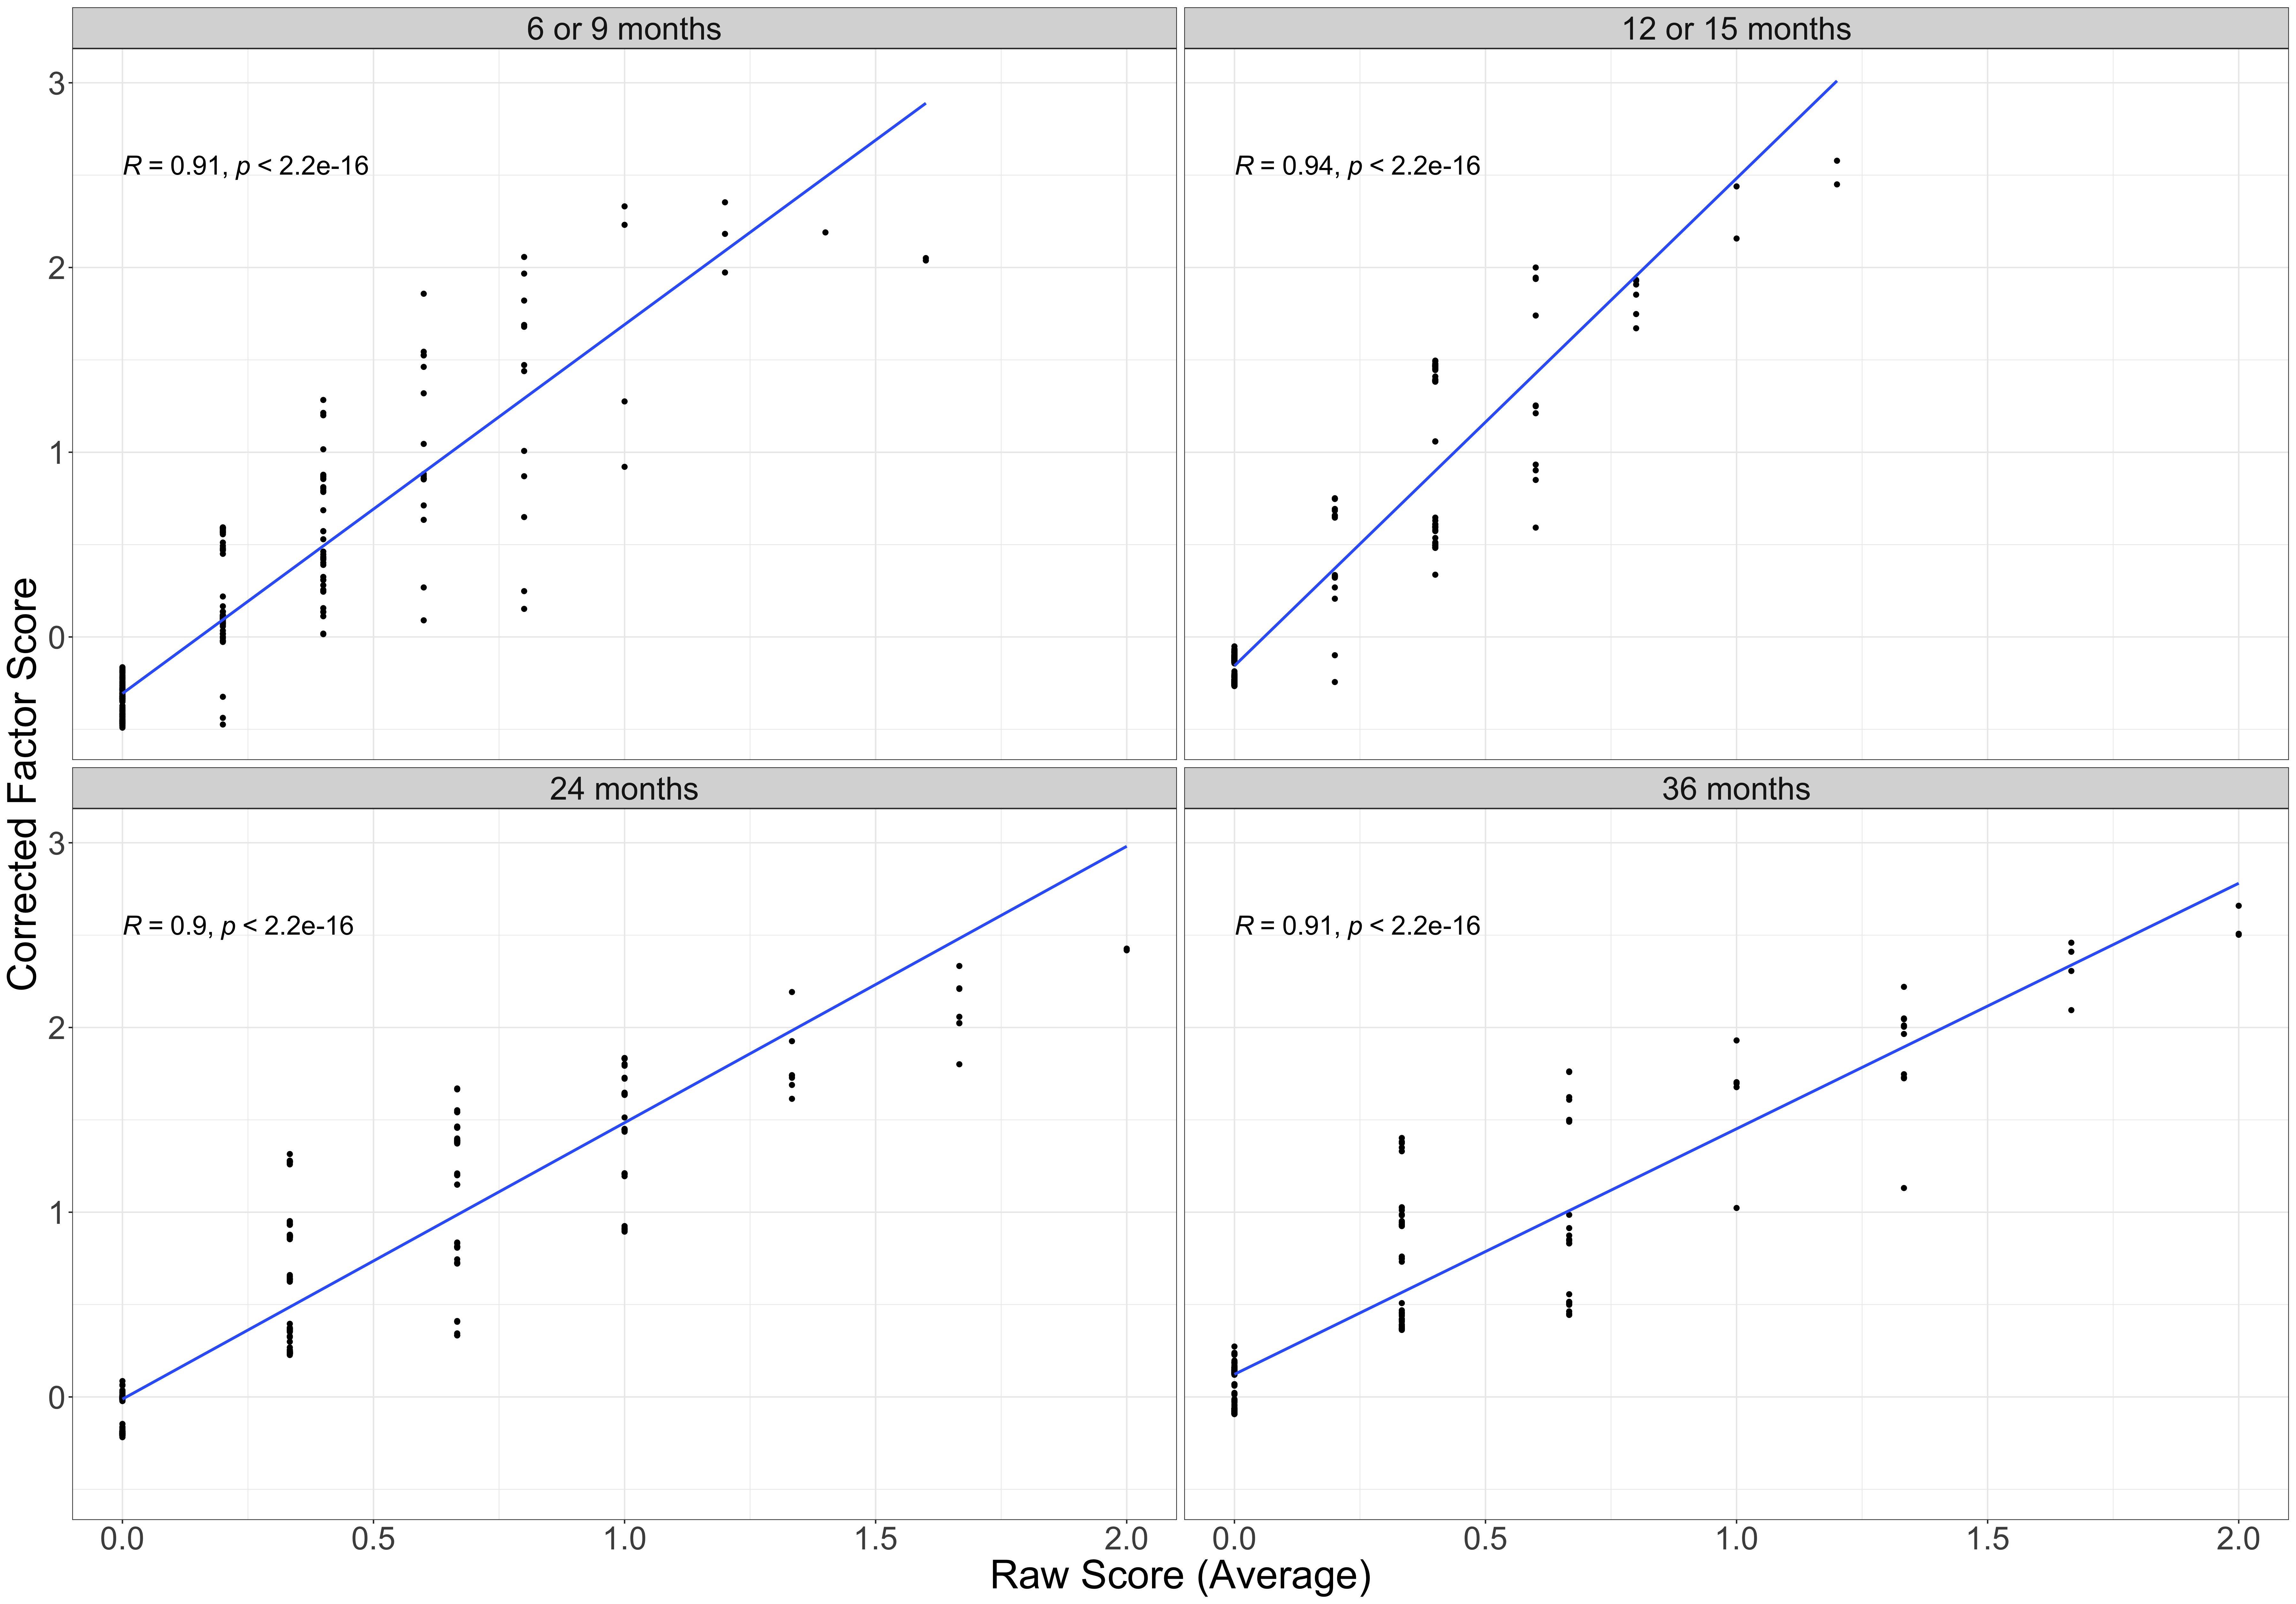 6 or 9 months
12 or 15 months
R = 0.91, p < 2.2e-16
R = 0.94, p < 2.2e-16
3
2
1
0
24 months
36 months
R = 0.9, p < 2.2e-16
R = 0.91, p < 2.2e-16
3
2
1
0
Corrected Factor Score
0.0 0.5 1.0 1.5 2.0 0.0 0.5 1.0 1.5 2.0
Raw Score (Average)